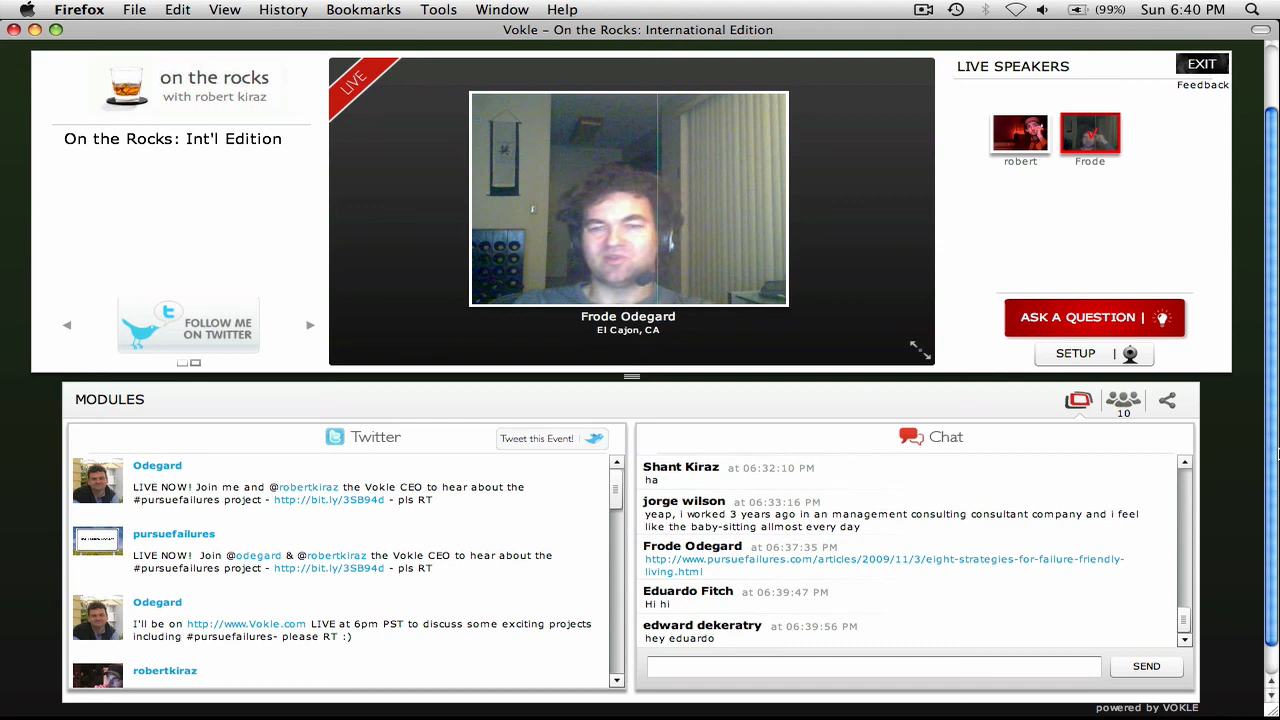 Firefox File Edit View History Bookmarks Tools Window Help (99%) Sun 6:40 PM
Vokle – On the Rocks: International Edition
on the rocks
with robert kiraz
On the Rocks: Int'l Edition
FOLLOW ME
ON TWITTER
LIVE
Frode Odegard
El Cajon, CA
LIVE SPEAKERS
EXIT
Feedback
robert
Frode
ASK A QUESTION |
SETUP |
MODULES
10
Twitter
Tweet this Event!
Odegard
LIVE NOW! Join me and @robertkiraz the Vokle CEO to hear about the
#pursuefailures project - http://bit.ly/3SB94d - pls RT
pursuefailures
LIVE NOW! Join @odegard & @robertkiraz the Vokle CEO to hear about the
#pursuefailures project - http://bit.ly/3SB94d - pls RT
Odegard
I'll be on http://www.Vokle.com LIVE at 6pm PST to discuss some exciting projects
including #pursuefailures- please RT :)
robertkiraz
Chat
Shant Kiraz at 06:32:10 PM
ha
jorge wilson at 06:33:16 PM
yeap, i worked 3 years ago in an management consulting consultant company and i feel
like the baby-sitting allmost every day
Frode Odegard at 06:37:35 PM
http://www.pursuefailures.com/articles/2009/11/3/eight-strategies-for-failure-friendly-
living.html
Eduardo Fitch at 06:39:47 PM
Hi hi
edward dekeratry at 06:39:56 PM
hey eduardo
SEND
powered by VOKLE